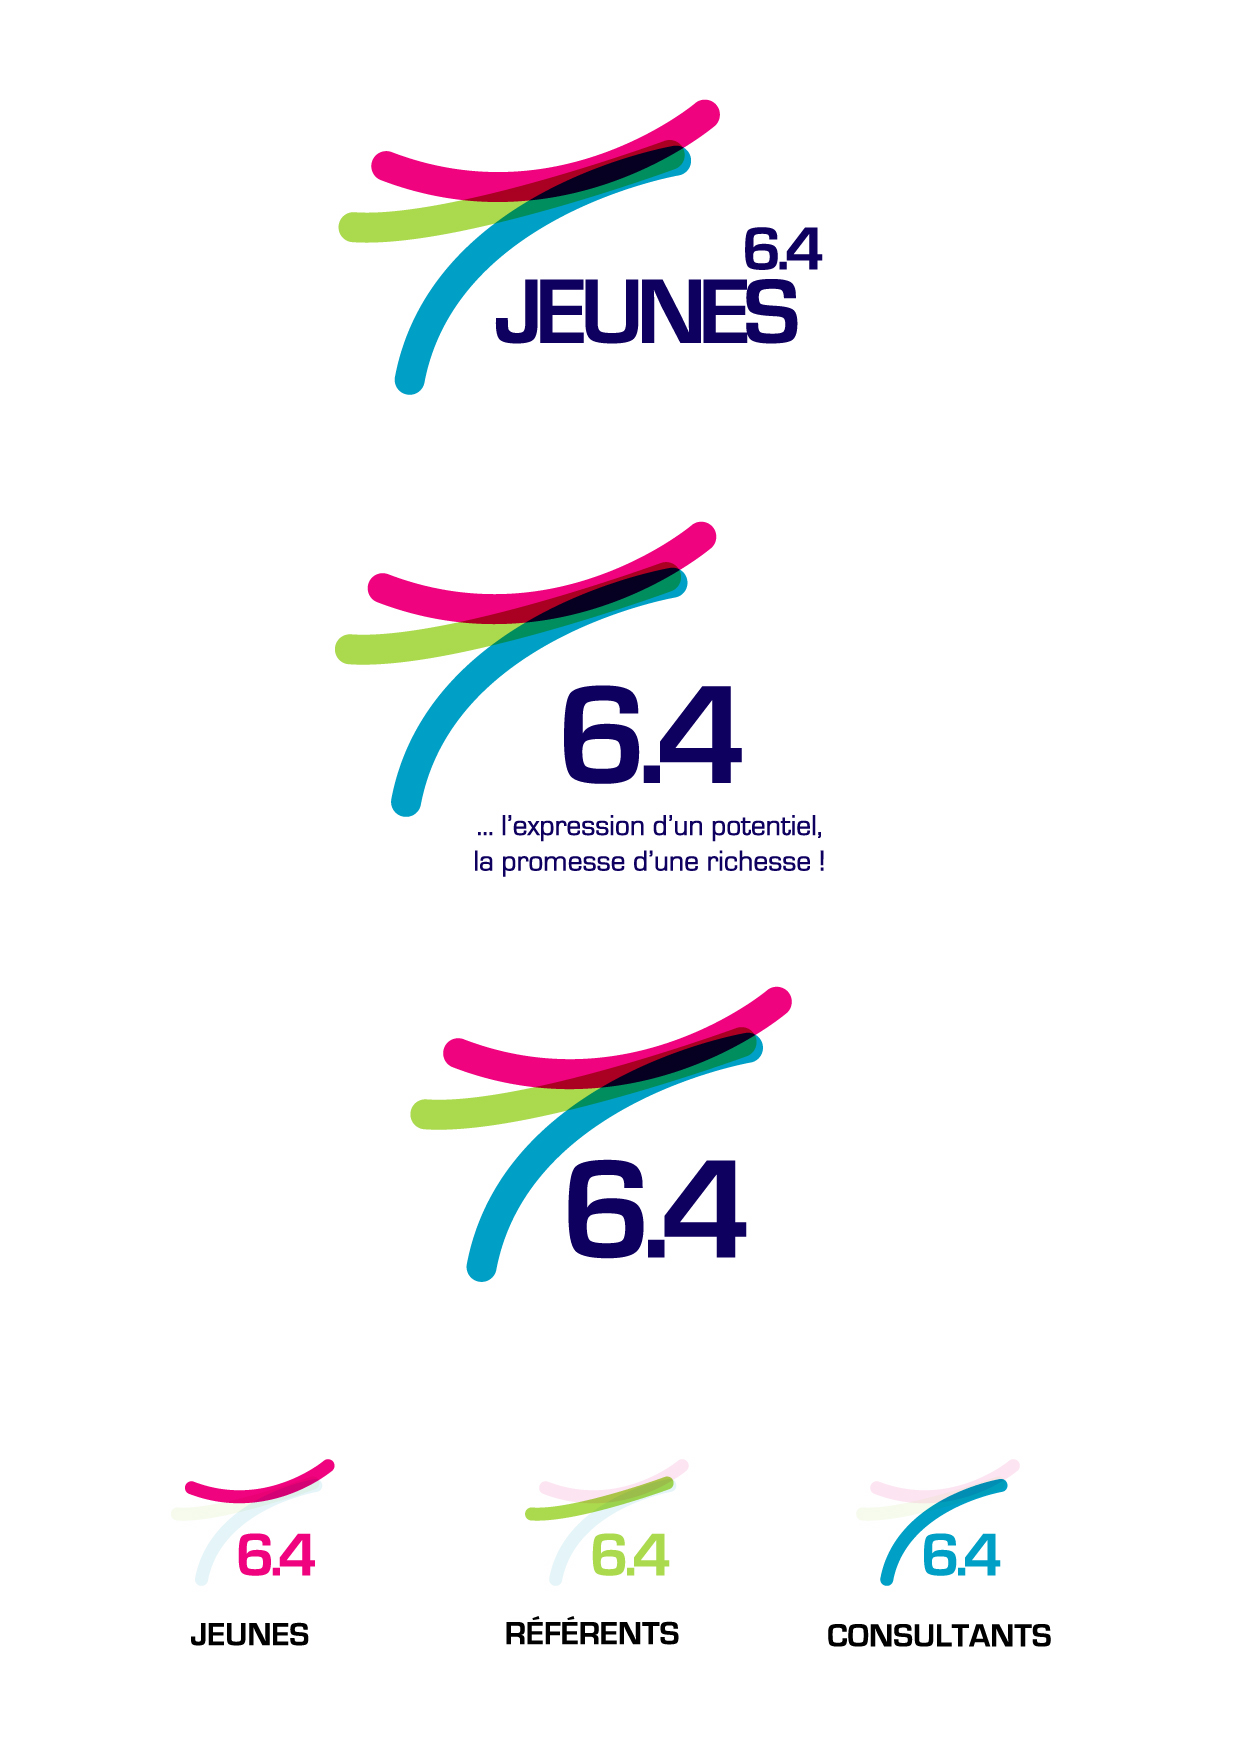 6.4
JEUNES
6.4
... l'expression d'un potentiel,
la promesse d'une richesse !
6.4
6.4
JEUNES
6.4
RÉFÉRENTS
6.4
CONSULTANTS